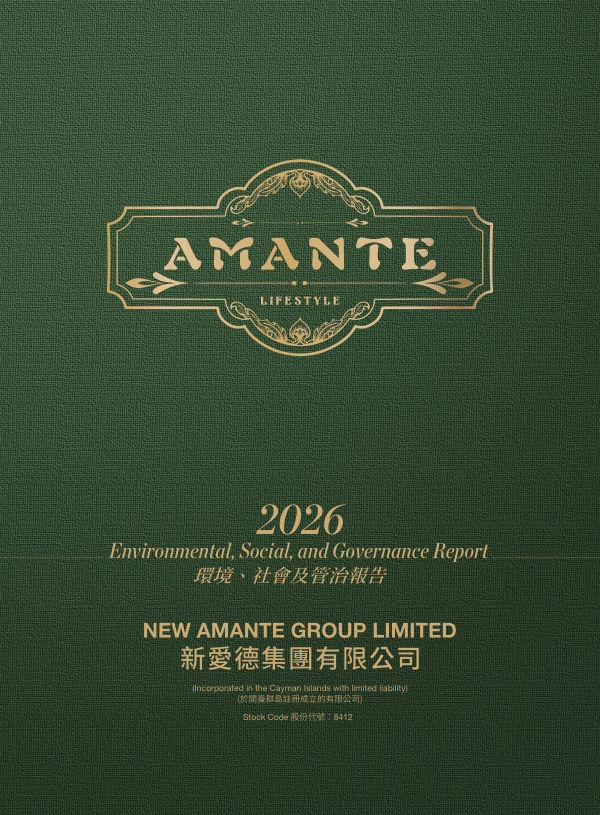 AMANTE
LIFESTYLE
2026
Environmental, Social, and Governance Report
環境、社會及管治報告
NEW AMANTE GROUP LIMITED
新愛德集團有限公司
(Incorporated in the Cayman Islands with limited liability)
(於開曼群島註冊成立的有限公司)
Stock Code 股份代號：8412